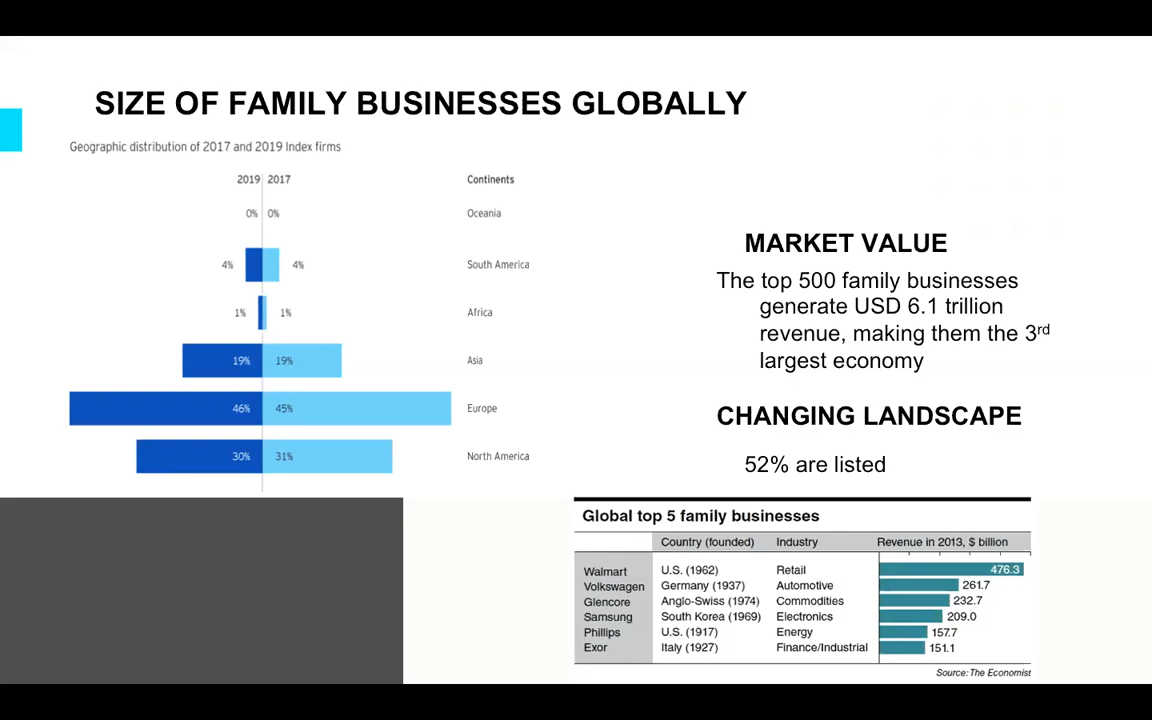 SIZE OF FAMILY BUSINESSES GLOBALLY
Geographic distribution of 2017 and 2019 Index firms
2019 2017 Continents
0% 0% Oceania
4% 4% South America
1% 1% Africa
19% 19% Asia
46% 45% Europe
30% 31% North America
MARKET VALUE
The top 500 family businesses
generate USD 6.1 trillion
revenue, making them the 3rd
largest economy
CHANGING LANDSCAPE
52% are listed
Global top 5 family businesses
Country (founded) Industry Revenue in 2013, $ billion
Walmart U.S. (1962) Retail 476.3
Volkswagen Germany (1937) Automotive 261.7
Glencore Anglo-Swiss (1974) Commodities 232.7
Samsung South Korea (1969) Electronics 209.0
Phillips U.S. (1917) Energy 157.7
Exor Italy (1927) Finance/Industrial 151.1
Source: The Economist